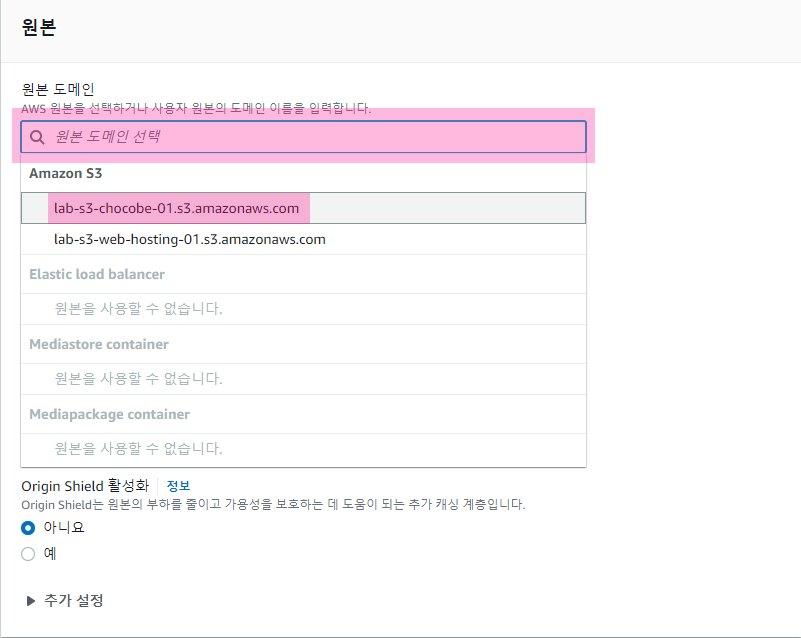 원본
원본 도메인
AWS 원본을 선택하거나 사용자 원본의 도메인 이름을 입력합니다.
원본 도메인 선택
Amazon S3
lab-s3-chocobe-01.s3.amazonaws.com
lab-s3-web-hosting-01.s3.amazonaws.com
Elastic load balancer
원본을 사용할 수 없습니다.
Mediastore container
원본을 사용할 수 없습니다.
Mediapackage container
원본을 사용할 수 없습니다.
Origin Shield 활성화 정보
Origin Shield는 원본의 부하를 줄이고 가용성을 보호하는 데 도움이 되는 추가 캐싱 계층입니다.
아니요
예
추가 설정